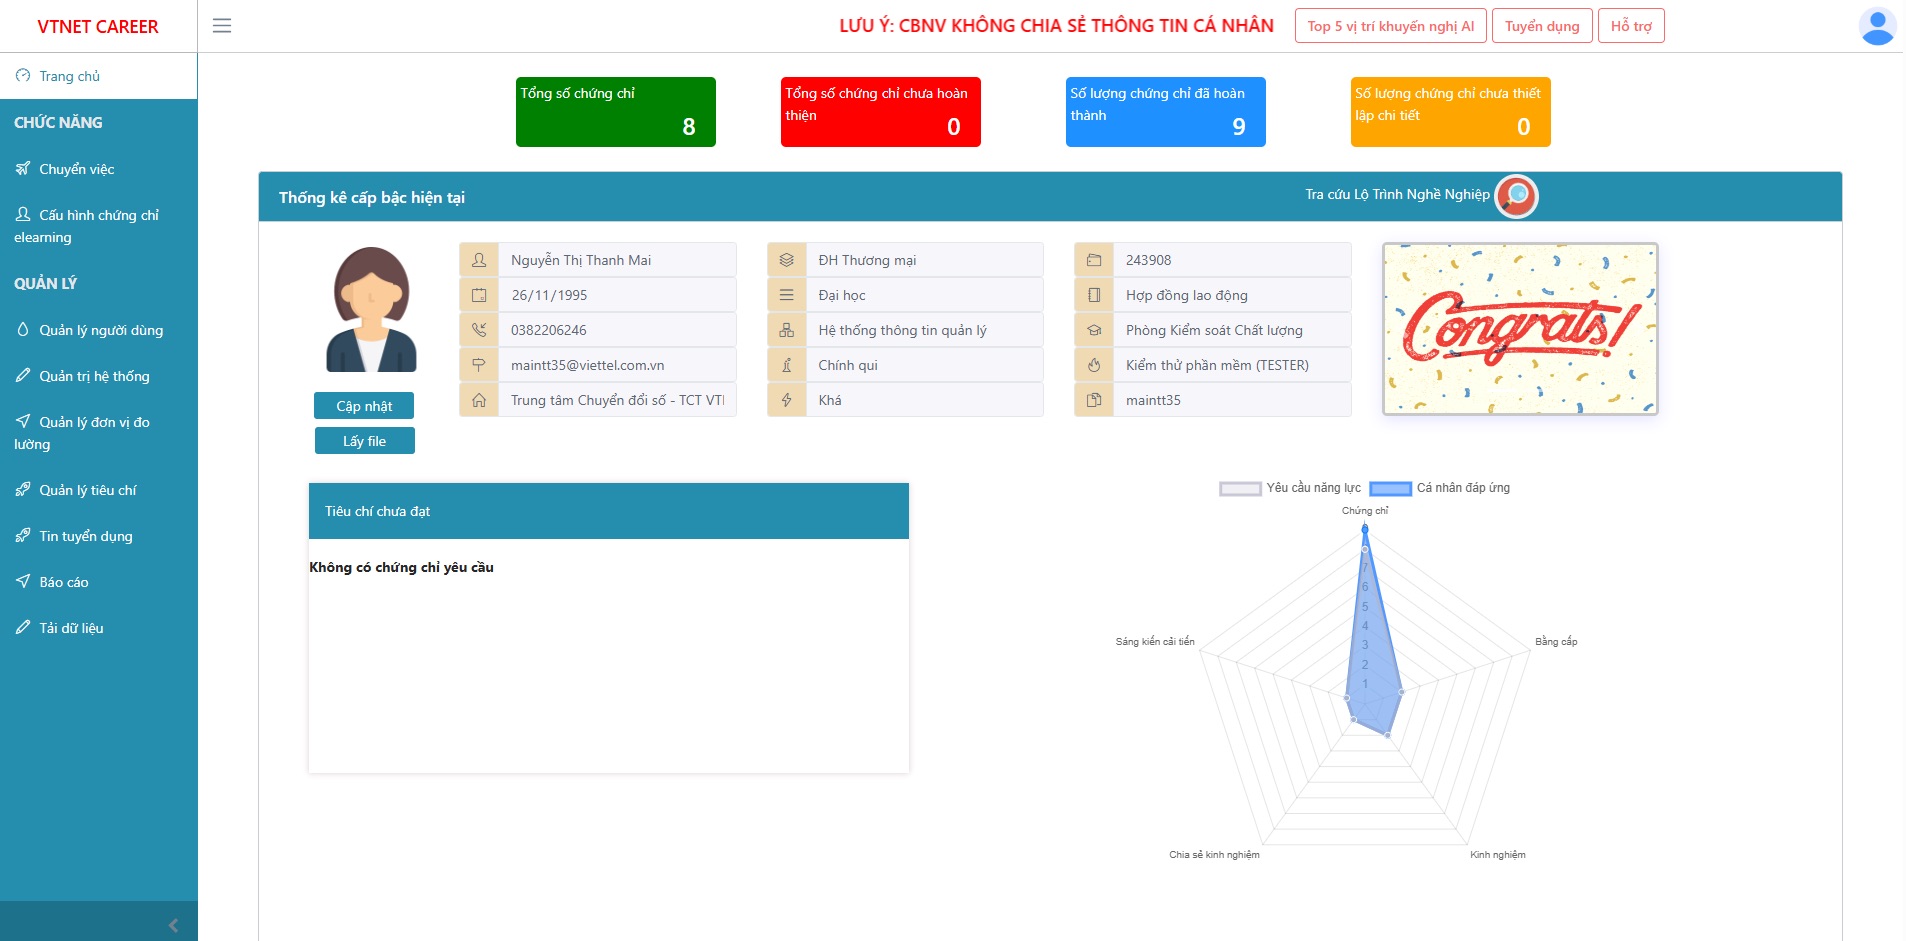 VTNET CAREER
LƯU Ý: CBNV KHÔNG CHIA SẺ THÔNG TIN CÁ NHÂN
Top 5 vị trí khuyến nghị AI
Tuyển dụng
Hỗ trợ
Trang chủ
CHỨC NĂNG
Chuyển việc
Cấu hình chứng chỉ
elearning
QUẢN LÝ
Quản lý người dùng
Quản trị hệ thống
Quản lý đơn vị đo
lường
Quản lý tiêu chí
Tin tuyển dụng
Báo cáo
Tải dữ liệu
Tổng số chứng chỉ
8
Tổng số chứng chỉ chưa hoàn
thiện
0
Số lượng chứng chỉ đã hoàn
thành
9
Số lượng chứng chỉ chưa thiết
lập chi tiết
0
Thống kê cấp bậc hiện tại
Tra cứu Lộ Trình Nghề Nghiệp
Cập nhật
Lấy file
Nguyễn Thị Thanh Mai
26/11/1995
0382206246
maintt35@viettel.com.vn
Trung tâm Chuyển đổi số - TCT VT
ĐH Thương mại
Đại học
Hệ thống thông tin quản lý
Chính qui
Khá
243908
Hợp đồng lao động
Phòng Kiểm soát Chất lượng
Kiểm thử phần mềm (TESTER)
maintt35
Congrats!
Tiêu chí chưa đạt
Không có chứng chỉ yêu cầu
Yêu cầu năng lực
Cá nhân đáp ứng
Chứng chỉ
7
6
5
4
3
2
1
Sáng kiến cải tiến
Bằng cấp
Chia sẻ kinh nghiệm
Kinh nghiệm